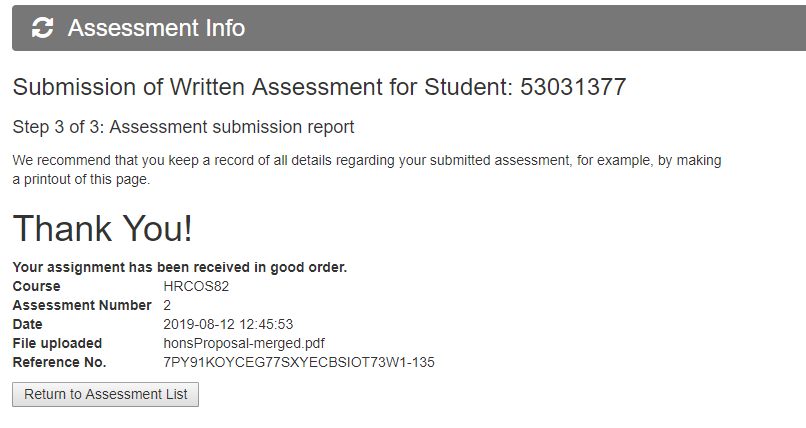 Assessment Info
Submission of Written Assessment for Student: 53031377
Step 3 of 3: Assessment submission report
We recommend that you keep a record of all details regarding your submitted assessment, for example, by making
a printout of this page.
Thank You!
Your assignment has been received in good order.
Course HRCOS82
Assessment Number 2
Date 2019-08-12 12:45:53
File uploaded honsProposal-merged.pdf
Reference No. 7PY91KOYCEG77SXYECBSIOT73W1-135
Return to Assessment List